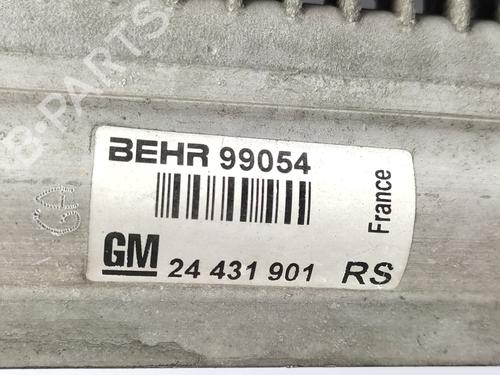 B-PARTS
BEHR 99054
France
GM 24 431 901 RS